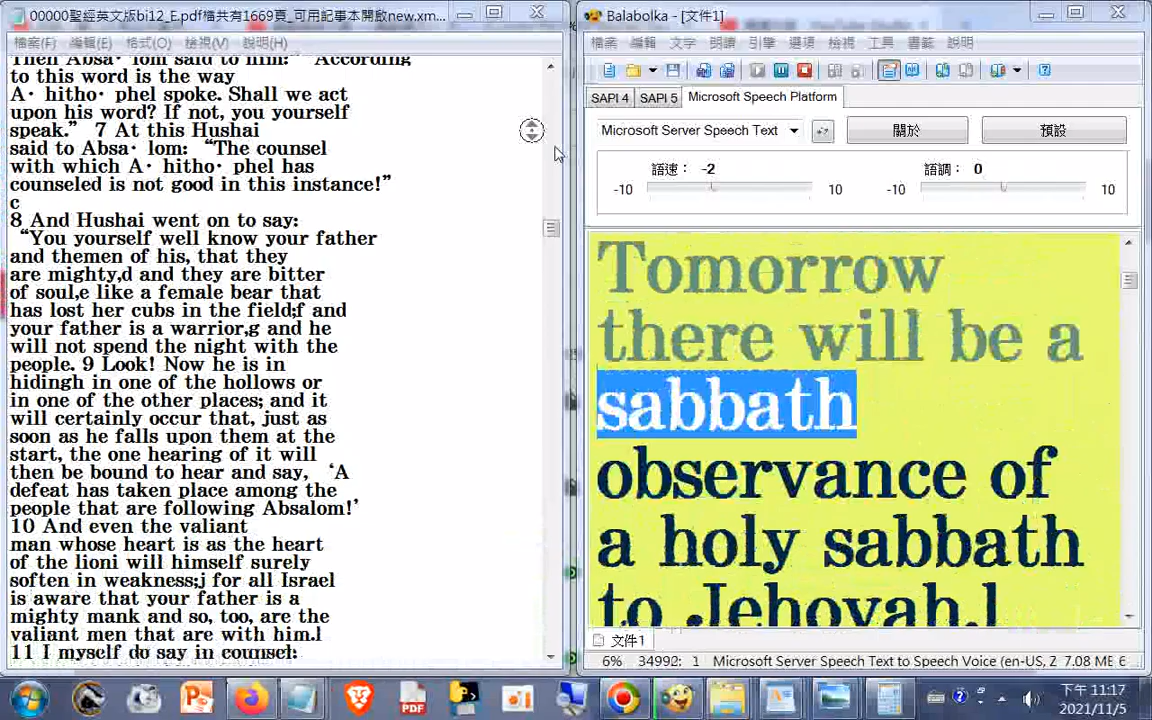 00000聖經英文版bi12_E.pdf檔共有1669頁_可用記事本開啟new.xm...
檔案(F) 編輯(E) 格式(O) 檢視(V) 說明(H)
Then Absa· lom said to him: “According
to this word is the way
A· hitho· phel spoke. Shall we act
upon his word? If not, you yourself
speak.” 7 At this Hushai
said to Absa· lom: “The counsel
with which A· hitho· phel has
counseled is not good in this instance!”
c
8 And Hushai went on to say:
“You yourself well know your father
and themen of his, that they
are mighty,d and they are bitter
of soul,e like a female bear that
has lost her cubs in the field;f and
your father is a warrior,g and he
will not spend the night with the
people. 9 Look! Now he is in
hidingh in one of the hollows or
in one of the other places; and it
will certainly occur that, just as
soon as he falls upon them at the
start, the one hearing of it will
then be bound to hear and say, ‘A
defeat has taken place among the
people that are following Absalom!’
10 And even the valiant
man whose heart is as the heart
of the lioni will himself surely
soften in weakness;j for all Israel
is aware that your father is a
mighty mank and so, too, are the
valiant men that are with him.l
11 I myself do say in counsel:
Balabolka - [文件1]
檔案 編輯 文字 朗讀 引擎 選項 檢視 工具 書籤 說明
SAPI 4 SAPI 5 Microsoft Speech Platform
Microsoft Server Speech Text 關於 預設
語速: -2 語調: 0
-10 10 -10 10
Tomorrow
there will be a
sabbath
observance of
a holy sabbath
to Jehovah.l
文件1
6% 34992: 1 Microsoft Server Speech Text to Speech Voice (en-US, Z 7.08 MB 6
下午 11:17
2021/11/5